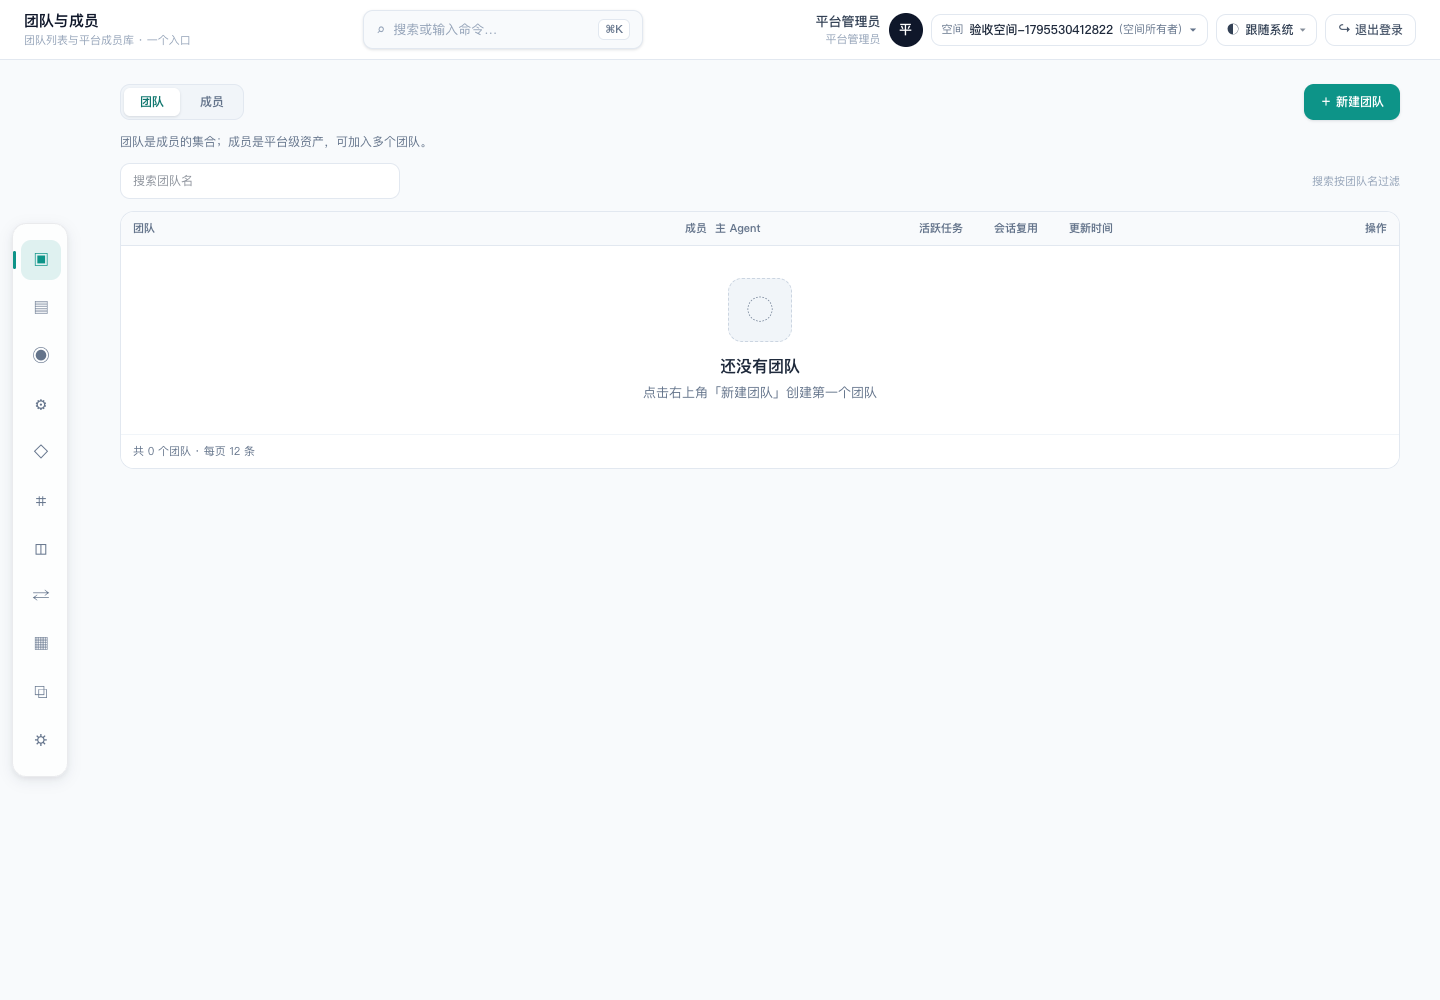 团队与成员
团队列表与平台成员库 · 一个入口
搜索或输入命令…
⌘K
平台管理员
平台管理员
平
空间 验收空间-1795530412822 (空间所有者)
跟随系统
退出登录
团队
成员
+ 新建团队
团队是成员的集合；成员是平台级资产，可加入多个团队。
搜索团队名
搜索按团队名过滤
团队 成员 主 Agent 活跃任务 会话复用 更新时间 操作
还没有团队
点击右上角「新建团队」创建第一个团队
共 0 个团队 · 每页 12 条